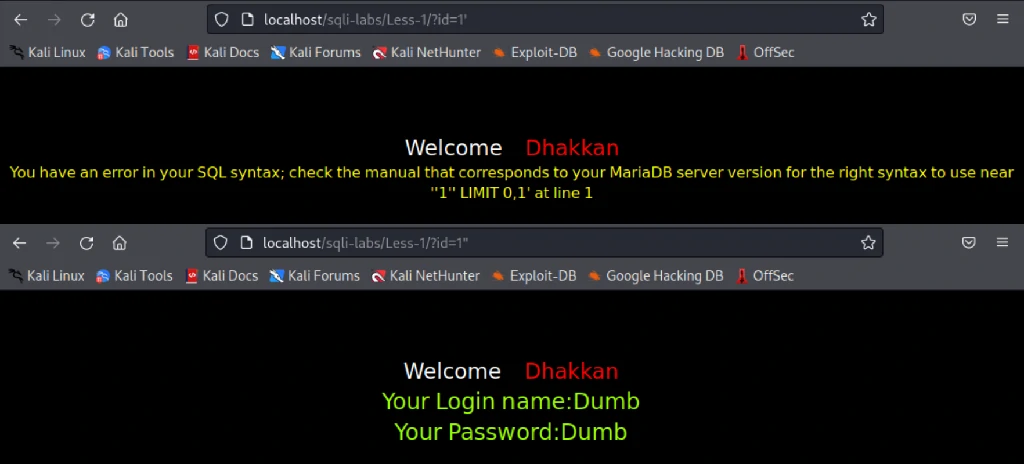 localhost/sqli-labs/Less-1/?id=1'
Kali Linux Kali Tools Kali Docs Kali Forums Kali NetHunter Exploit-DB Google Hacking DB OffSec
Welcome Dhakkan
You have an error in your SQL syntax; check the manual that corresponds to your MariaDB server version for the right syntax to use near
''1'' LIMIT 0,1' at line 1
localhost/sqli-labs/Less-1/?id=1"
Kali Linux Kali Tools Kali Docs Kali Forums Kali NetHunter Exploit-DB Google Hacking DB OffSec
Welcome Dhakkan
Your Login name:Dumb
Your Password:Dumb